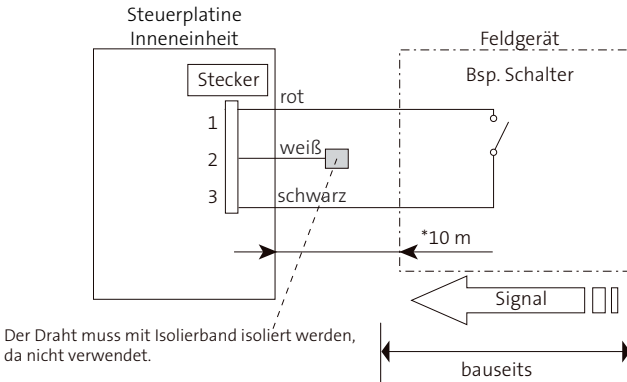 Steuerplatine
Inneneinheit
Feldgerät
Stecker
Bsp. Schalter
rot
1
weiß
2
schwarz
3
*10 m
Signal
Der Draht muss mit Isolierband isoliert werden,
da nicht verwendet.
bauseits